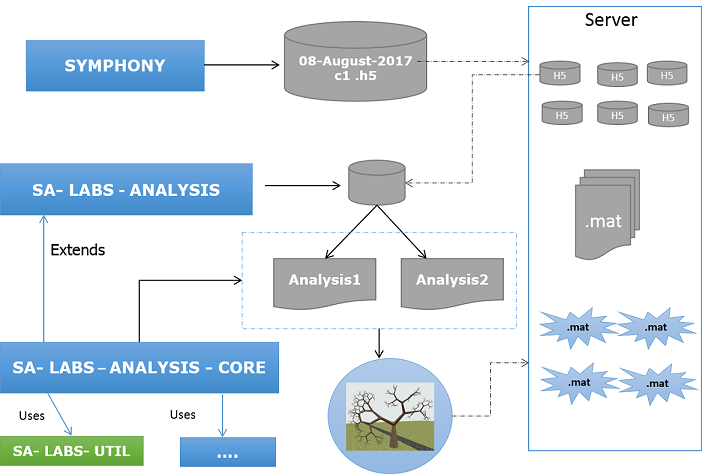 Server
SYMPHONY
08-August-2017
c1 .h5
H5
H5
H5
H5
H5
H5
SA- LABS - ANALYSIS
.mat
Extends
Analysis1
Analysis2
.mat
.mat
SA- LABS – ANALYSIS - CORE
.mat
.mat
Uses
Uses
SA- LABS- UTIL
....